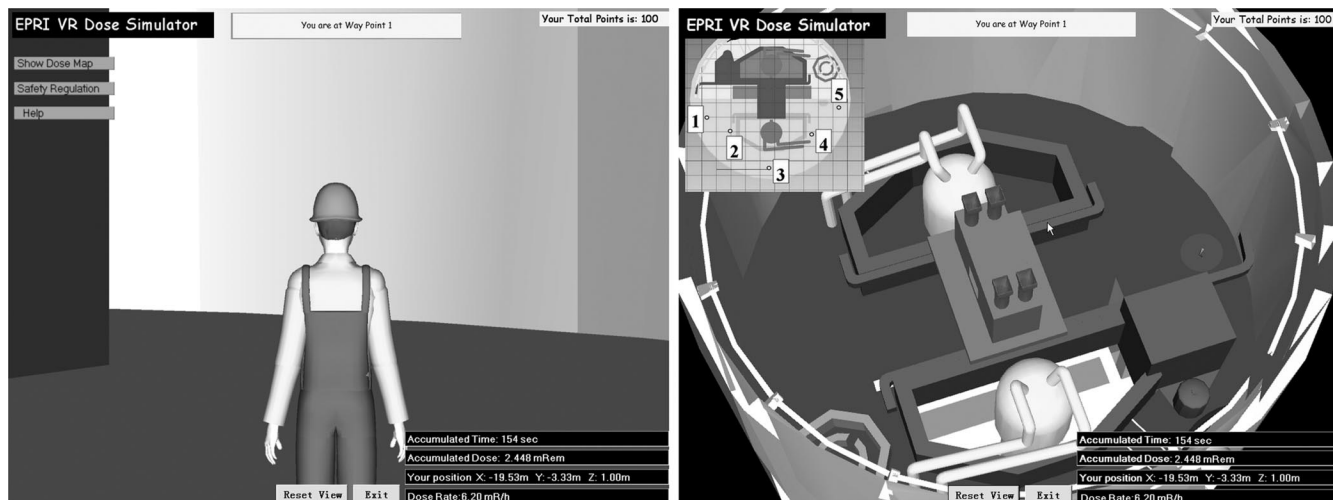 EPRI VR Dose Simulator
You are at Way Point 1
Your Total Points is: 100
Show Dose Map
Safety Regulation
Help
Accumulated Time: 154 sec
Accumulated Dose: 2.448 mRem
Your position X: -19.53m Y: -3.33m Z: 1.00m
Reset View
Exit
Dose Rate:6.20 mR/h
EPRI VR Dose Simulator
You are at Way Point 1
Your Total Points is: 100
1
2
3
4
5
Accumulated Time: 154 sec
Accumulated Dose: 2.448 mRem
Your position X: -19.53m Y: -3.33m Z: 1.00m
Reset View
Exit
Dose Rate:6.20 mR/h